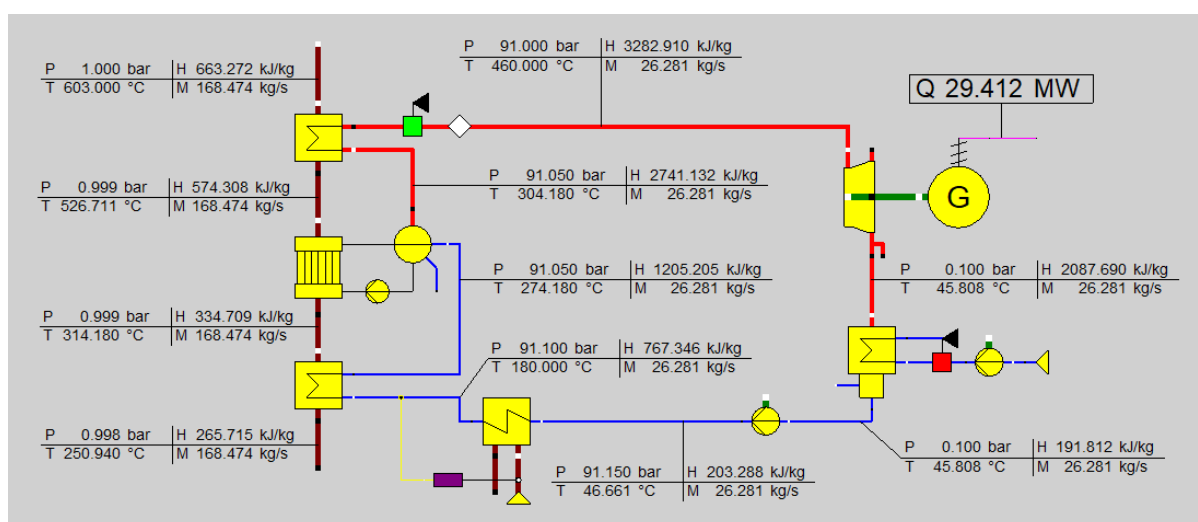 P 91.000 bar H 3282.910 kJ/kg
T 460.000 °C M 26.281 kg/s
P 1.000 bar H 663.272 kJ/kg
T 603.000 °C M 168.474 kg/s
Q 29.412 MW
P 0.999 bar H 574.308 kJ/kg
T 526.711 °C M 168.474 kg/s
P 91.050 bar H 2741.132 kJ/kg
T 304.180 °C M 26.281 kg/s
G
P 91.050 bar H 1205.205 kJ/kg
T 274.180 °C M 26.281 kg/s
P 0.100 bar H 2087.690 kJ/kg
T 45.808 °C M 26.281 kg/s
P 0.999 bar H 334.709 kJ/kg
T 314.180 °C M 168.474 kg/s
P 91.100 bar H 767.346 kJ/kg
T 180.000 °C M 26.281 kg/s
P 0.998 bar H 265.715 kJ/kg
T 250.940 °C M 168.474 kg/s
P 91.150 bar H 203.288 kJ/kg
T 46.661 °C M 26.281 kg/s
P 0.100 bar H 191.812 kJ/kg
T 45.808 °C M 26.281 kg/s